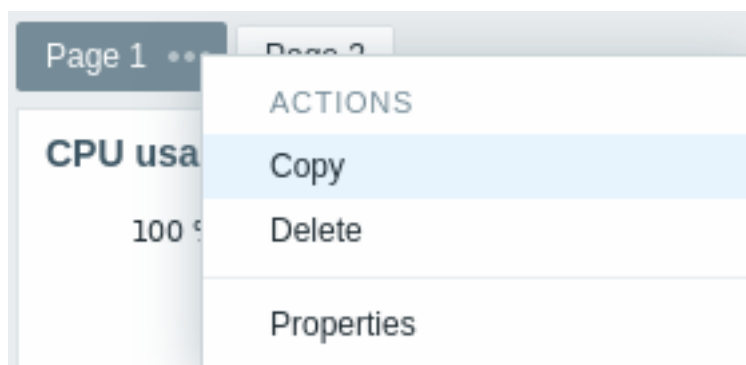 Page 1 Page 2
ACTIONS
CPU usa
Copy
100 %
Delete
Properties